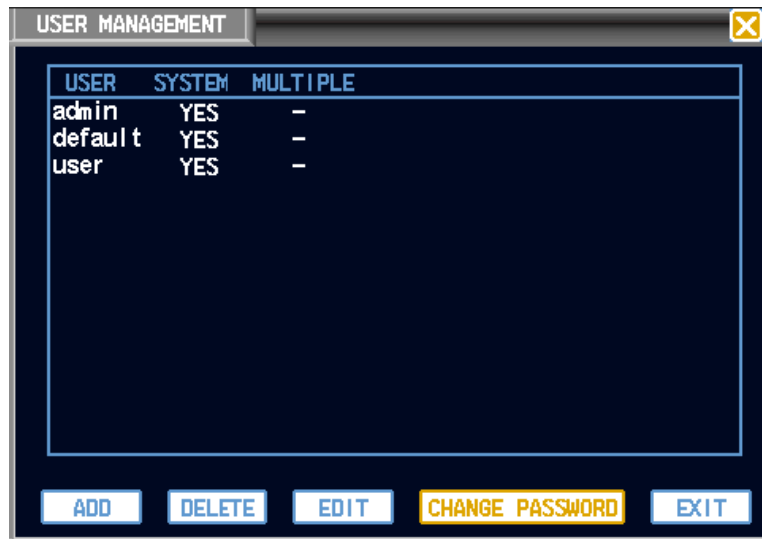 USER MANAGEMENT
USER SYSTEM MULTIPLE
admin YES -
default YES -
user YES -
ADD DELETE EDIT CHANGE PASSWORD EXIT